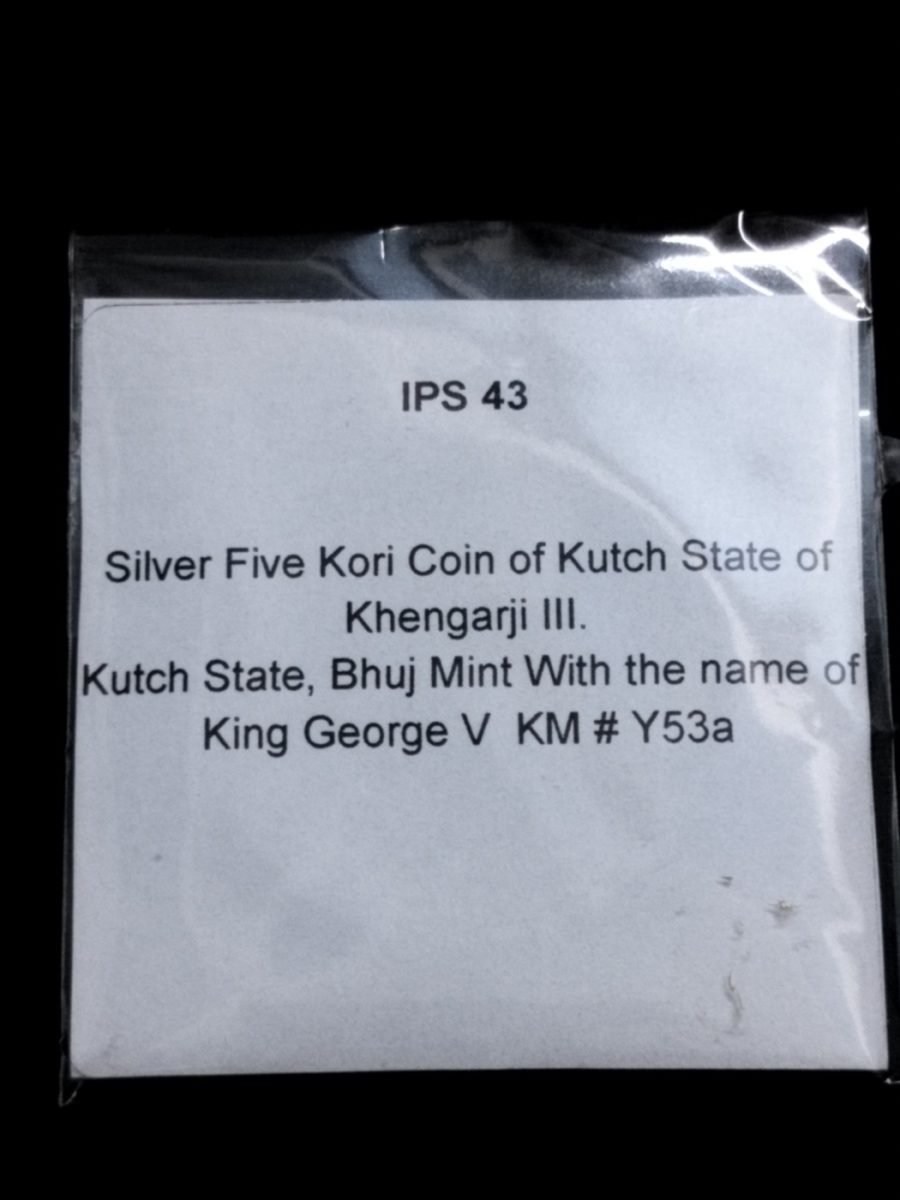 IPS 43
Silver Five Kori Coin of Kutch State of
Khengarji III.
Kutch State, Bhuj Mint With the name of
King George V  KM # Y53a